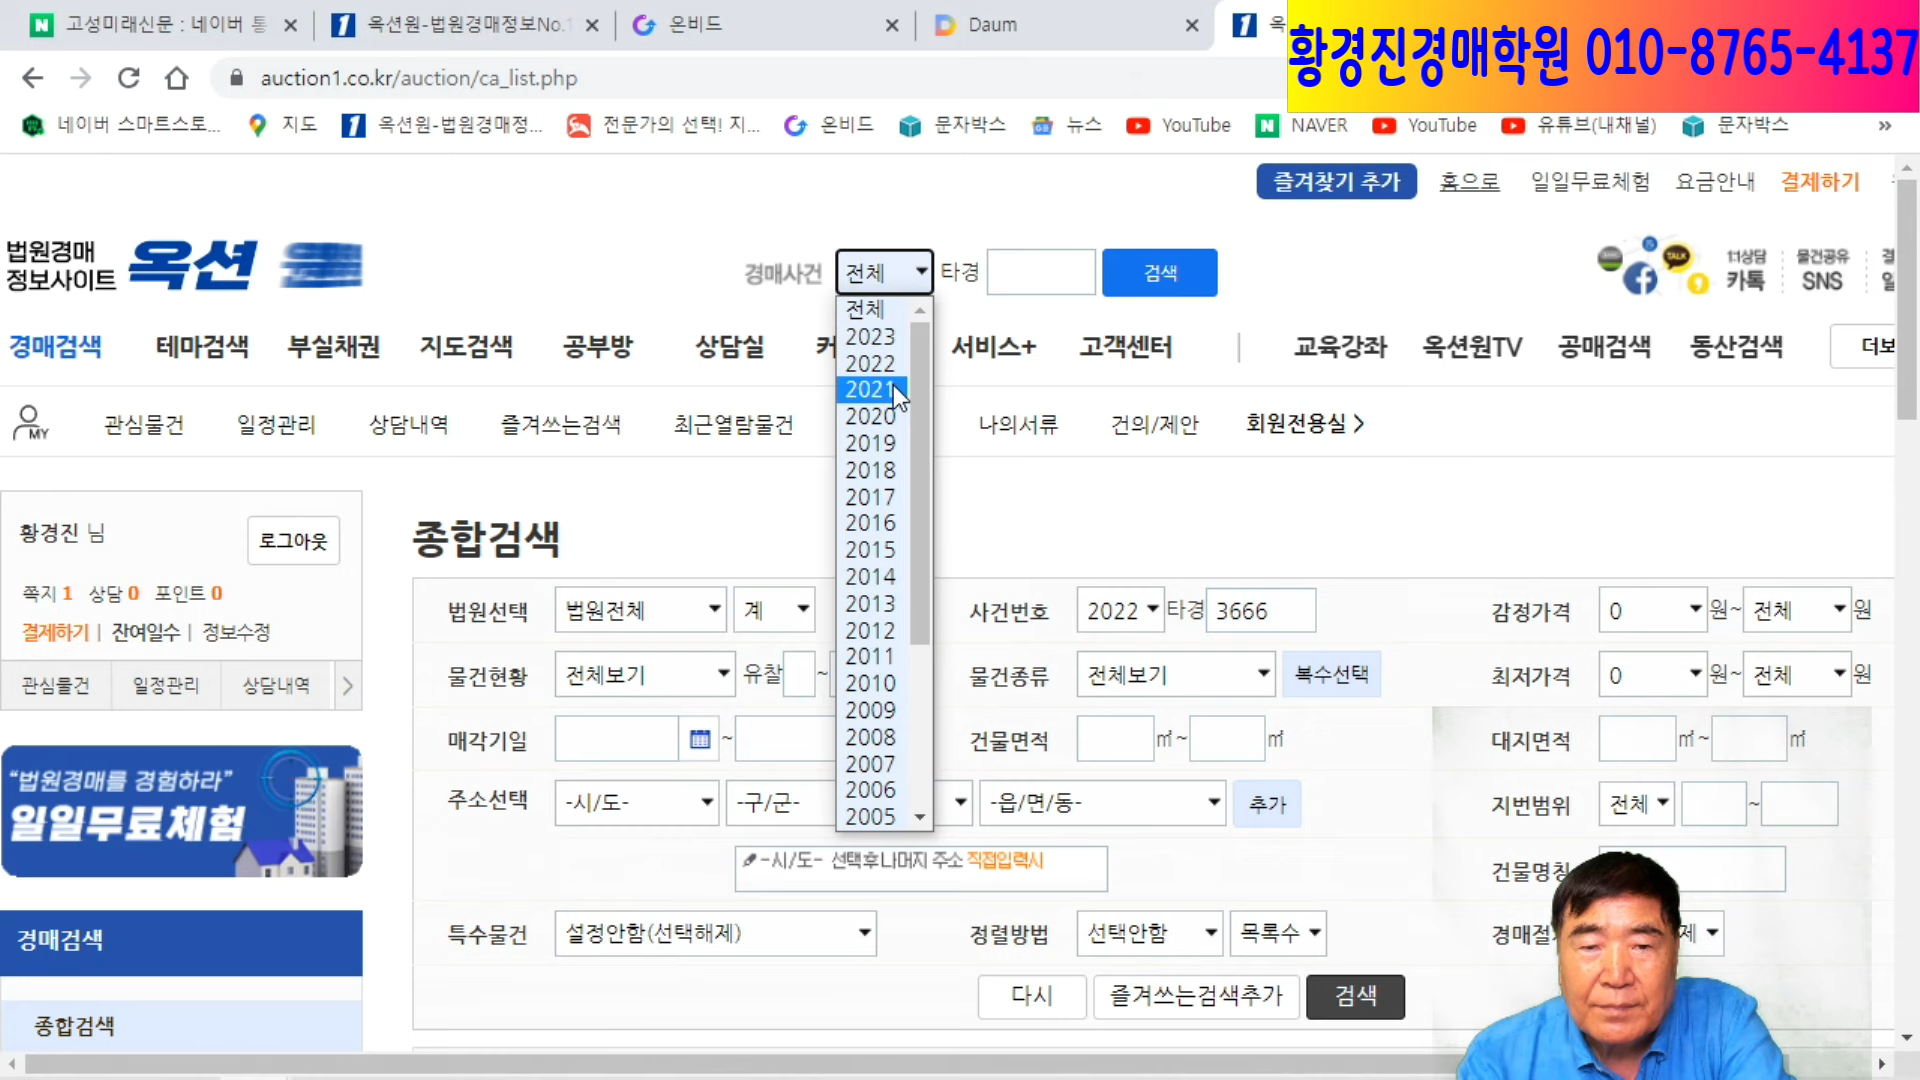 고성미래신문 : 네이버 통
옥션원-법원경매정보No.1
온비드
Daum
황경진경매학원 010-8765-4137
auction1.co.kr/auction/ca_list.php
네이버 스마트스토...
지도
옥션원-법원경매정...
전문가의 선택! 지...
온비드
문자박스
뉴스
YouTube
NAVER
YouTube
유튜브(내채널)
문자박스
즐겨찾기 추가
홈으로
일일무료체험
요금안내
결제하기
법원경매
정보사이트
옥션
경매사건
전체
타경
검색
1:1상담
카톡
물건공유
SNS
경매검색
테마검색
부실채권
지도검색
공부방
상담실
커
서비스+
고객센터
교육강좌
옥션원TV
공매검색
동산검색
더보
MY
관심물건
일정관리
상담내역
즐겨쓰는검색
최근열람물건
나의서류
건의/제안
회원전용실 >
전체
2023
2022
2021
2020
2019
2018
2017
2016
2015
2014
2013
2012
2011
2010
2009
2008
2007
2006
2005
황경진 님
로그아웃
쪽지 1 상담 0 포인트 0
결제하기 | 잔여일수 | 정보수정
관심물건
일정관리
상담내역
"법원경매를 경험하라"
일일무료체험
경매검색
종합검색
종합검색
법원선택 법원전체 계
사건번호 2022 타경 3666
감정가격 0 원~ 전체 원
물건현황 전체보기 유찰 ~
물건종류 전체보기 복수선택
최저가격 0 원~ 전체 원
매각기일 ~
건물면적 ㎡~ ㎡
대지면적 ㎡~ ㎡
주소선택 -시/도- -구/군- -읍/면/동- 추가
지번범위 전체 ~
-시/도- 선택후 나머지 주소 직접입력시
건물명칭
특수물건 설정안함(선택해제)
정렬방법 선택안함 목록수
경매절 제
다시
즐겨쓰는검색추가
검색